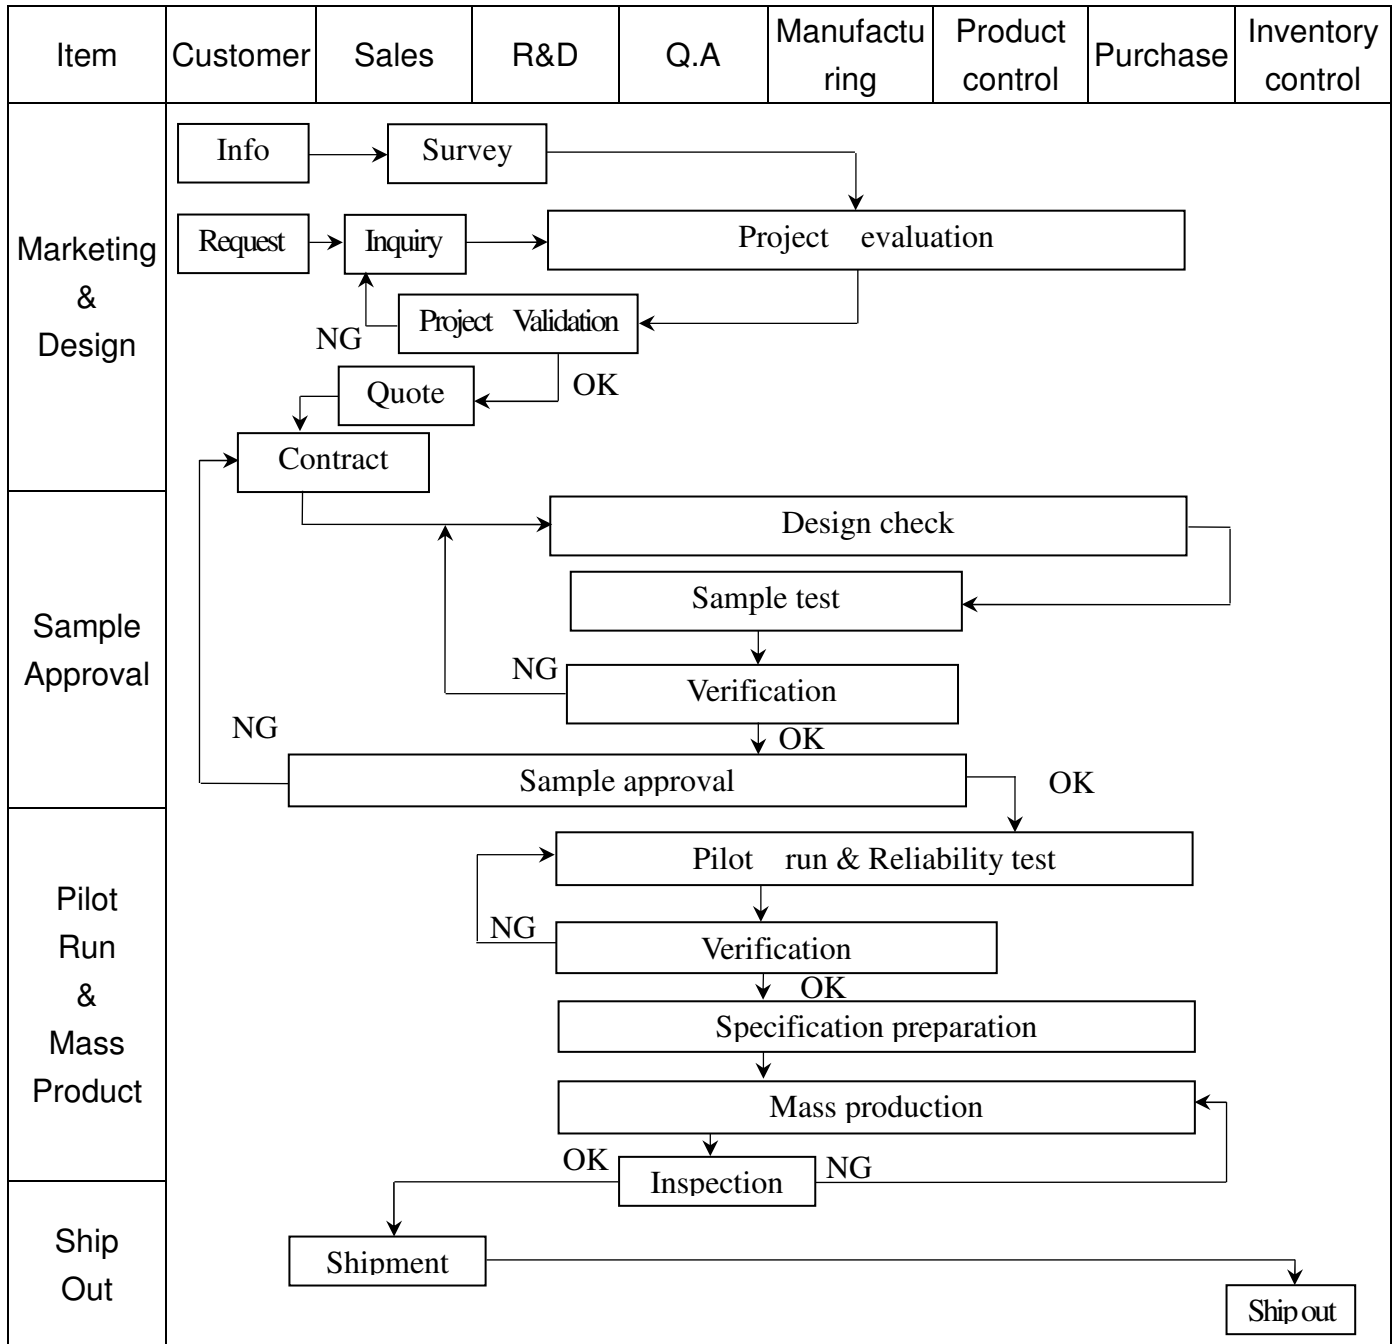 Item
Customer
Sales
R&D
Q.A
Manufactu
ring
Product
control
Purchase
Inventory
control
Marketing
&
Design
Info
Survey
Request
Inquiry
Project evaluation
NG
Project Validation
Quote
OK
Contract
Sample
Approval
Design check
Sample test
NG
Verification
NG
OK
Sample approval
OK
Pilot
Run
&
Mass
Product
Pilot run & Reliability test
NG
Verification
OK
Specification preparation
Mass production
OK
Inspection
NG
Ship
Out
Shipment
Ship out